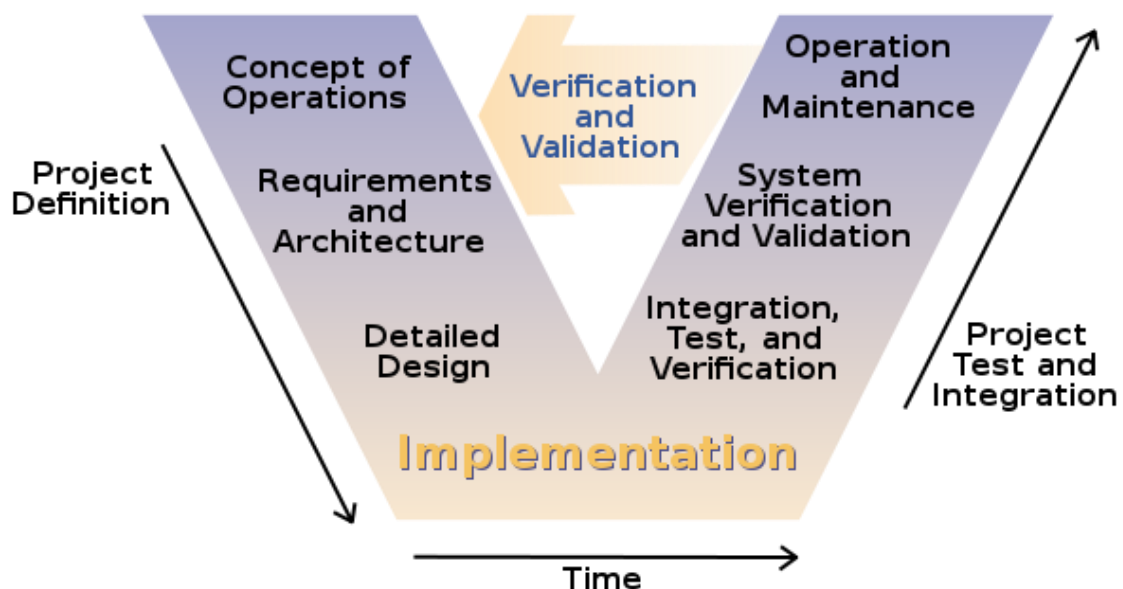 Concept of
Operations
Verification
and
Validation
Operation
and
Maintenance
Project
Definition
Requirements
and
Architecture
System
Verification
and Validation
Detailed
Design
Integration,
Test, and
Verification
Project
Test and
Integration
Implementation
Time